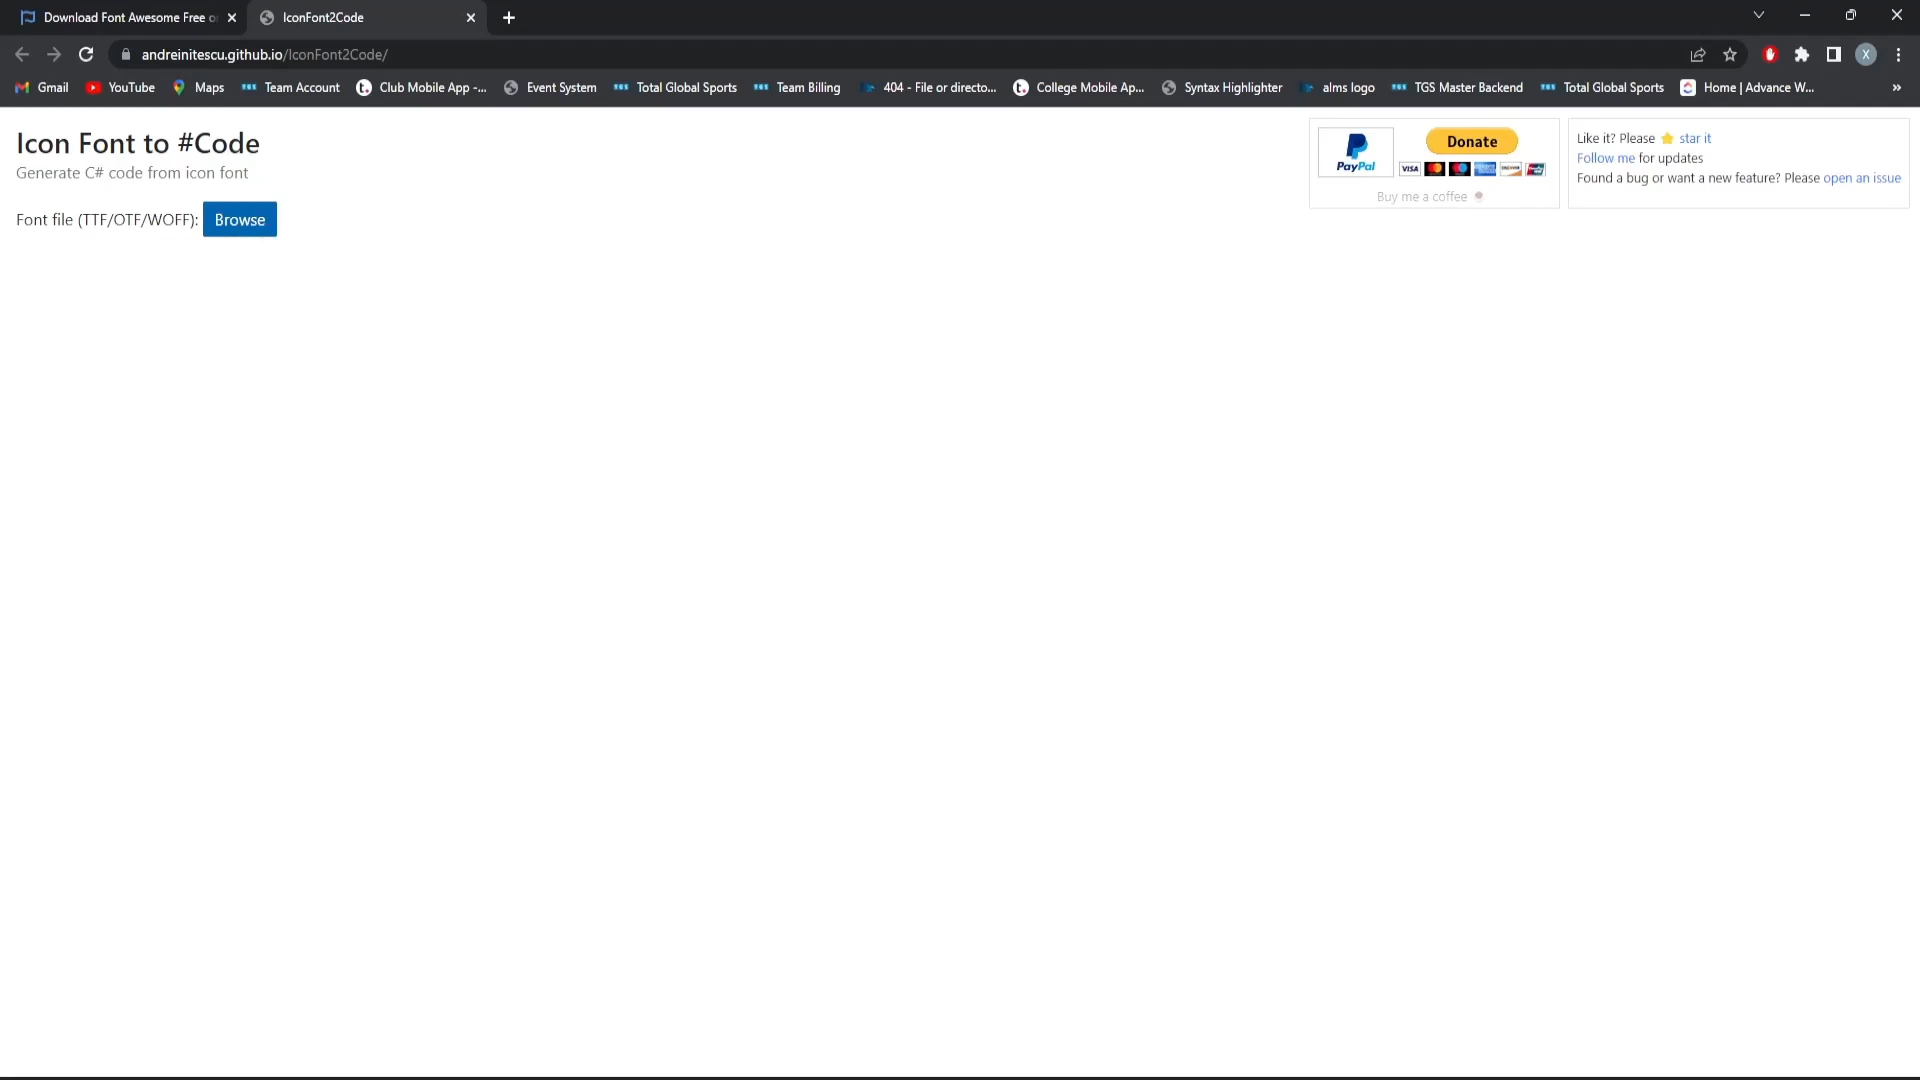 Download Font Awesome Free o
IconFont2Code
andreinitescu.github.io/IconFont2Code/
X
Gmail
YouTube
Maps
Team Account
Club Mobile App -...
Event System
Total Global Sports
Team Billing
404 - File or directo...
College Mobile Ap...
Syntax Highlighter
alms logo
TGS Master Backend
Total Global Sports
Home | Advance W...
Icon Font to #Code
Generate C# code from icon font
Font file (TTF/OTF/WOFF): Browse
PayPal
Donate
VISA
Buy me a coffee
Like it? Please star it
Follow me for updates
Found a bug or want a new feature? Please open an issue